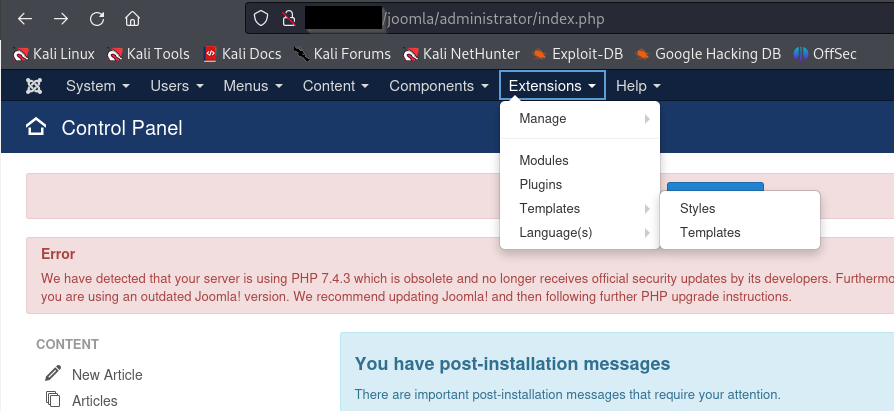 /joomla/administrator/index.php
Kali Linux Kali Tools Kali Docs Kali Forums Kali NetHunter Exploit-DB Google Hacking DB OffSec
System Users Menus Content Components Extensions Help
Control Panel
Manage
Modules
Plugins
Templates
Language(s)
Styles
Templates
Error
We have detected that your server is using PHP 7.4.3 which is obsolete and no longer receives official security updates by its developers. Furthermo
you are using an outdated Joomla! version. We recommend updating Joomla! and then following further PHP upgrade instructions.
CONTENT
New Article
Articles
You have post-installation messages
There are important post-installation messages that require your attention.